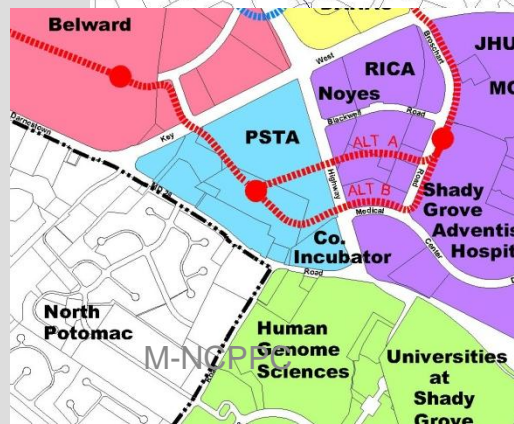 Belward
West
Broschart
JHU
RICA
Noyes
Blackwell
Road
Darnestown
Key
PSTA
ALT A
Highway
Road
ALT B
Medical
Shady
Grove
Adventis
Hospit
Center
Co.
Incubator
Road
North
Potomac
Human
Genome
Sciences
M-NCPPC
Universities
at
Shady
Grove